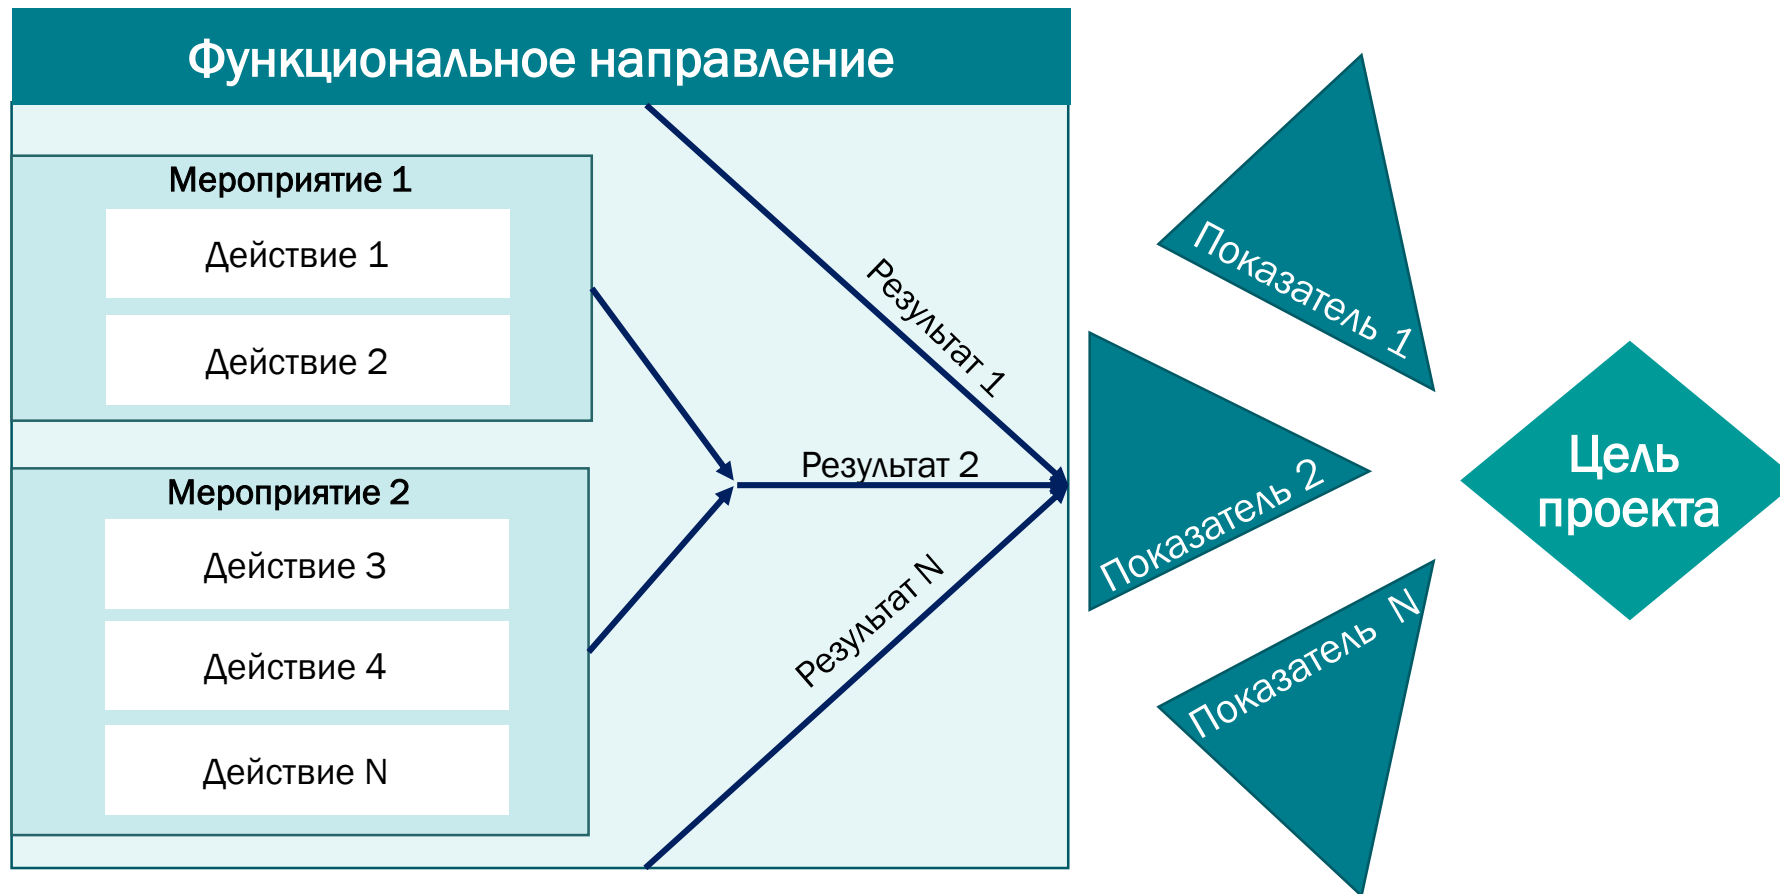 Функциональное направление
Мероприятие 1
Действие 1
Действие 2
Мероприятие 2
Действие 3
Действие 4
Действие N
Результат 1
Результат 2
Результат N
Показатель 1
Показатель 2
Показатель N
Цель
проекта